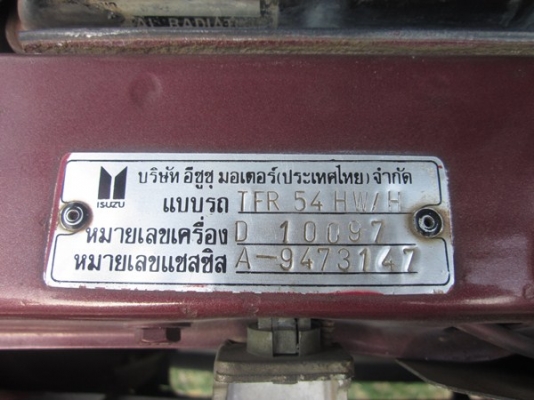 AL RADIAT
บริษัท อีซูซุ มอเตอร์(ประเทศไทย)จำกัด
ISUZU
แบบรถ TFR 54 HW/H
หมายเลขเครื่อง D 10097
หมายเลขแชสซิส A-9473147